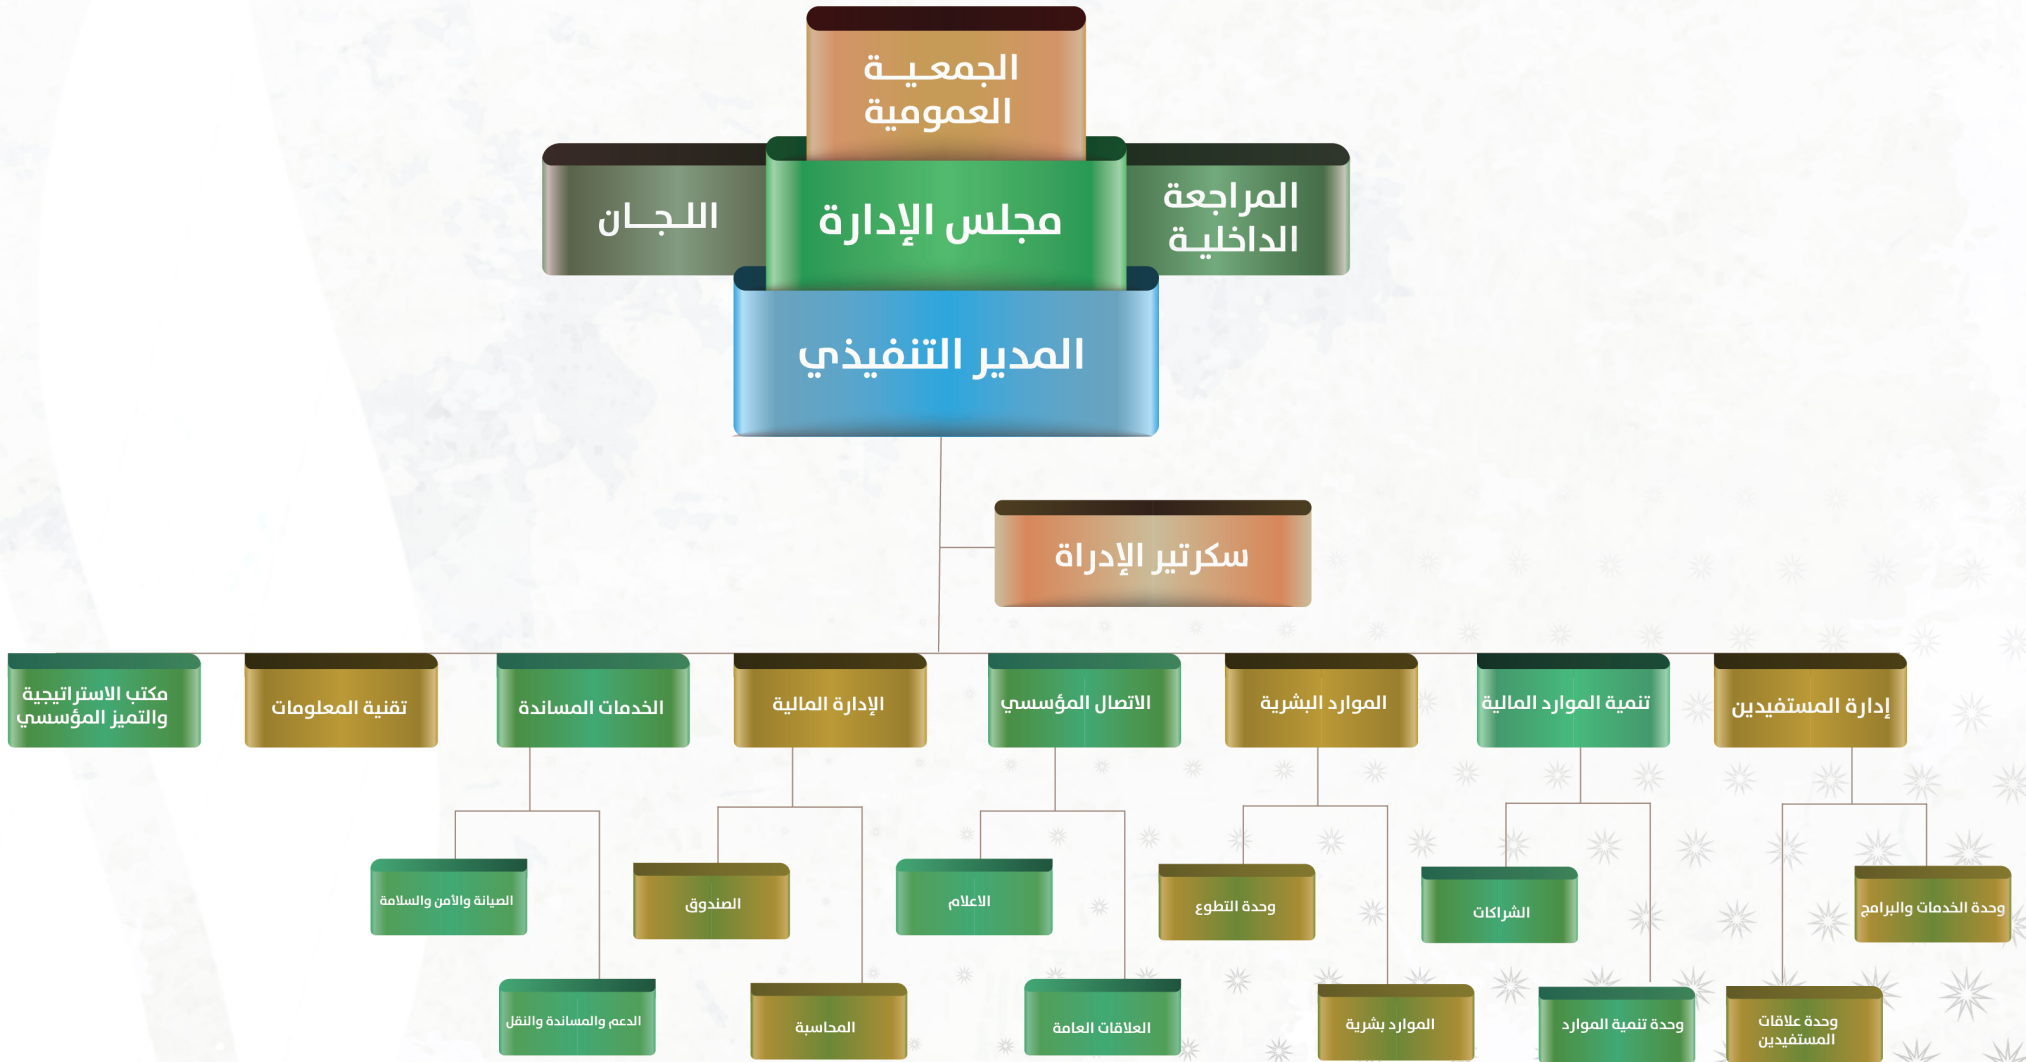 الجمعيــة
العمومية
المراجعة
الداخليـة
مجلس الإدارة
اللـجــان
المدير التنفيذي
سكرتير الإدراة
إدارة المستفيدين
تنمية الموارد المالية
الموارد البشرية
الاتصال المؤسسي
الإدارة المالية
الخدمات المساندة
تقنية المعلومات
مكتب الاستراتيجية
والتميز المؤسسي
وحدة الخدمات والبرامج
الشراكات
وحدة التطوع
الاعلام
الصندوق
الصيانة والأمن والسلامة
وحدة علاقات
المستفيدين
وحدة تنمية الموارد
الموارد بشرية
العلاقات العامة
المحاسبة
الدعم والمساندة والنقل